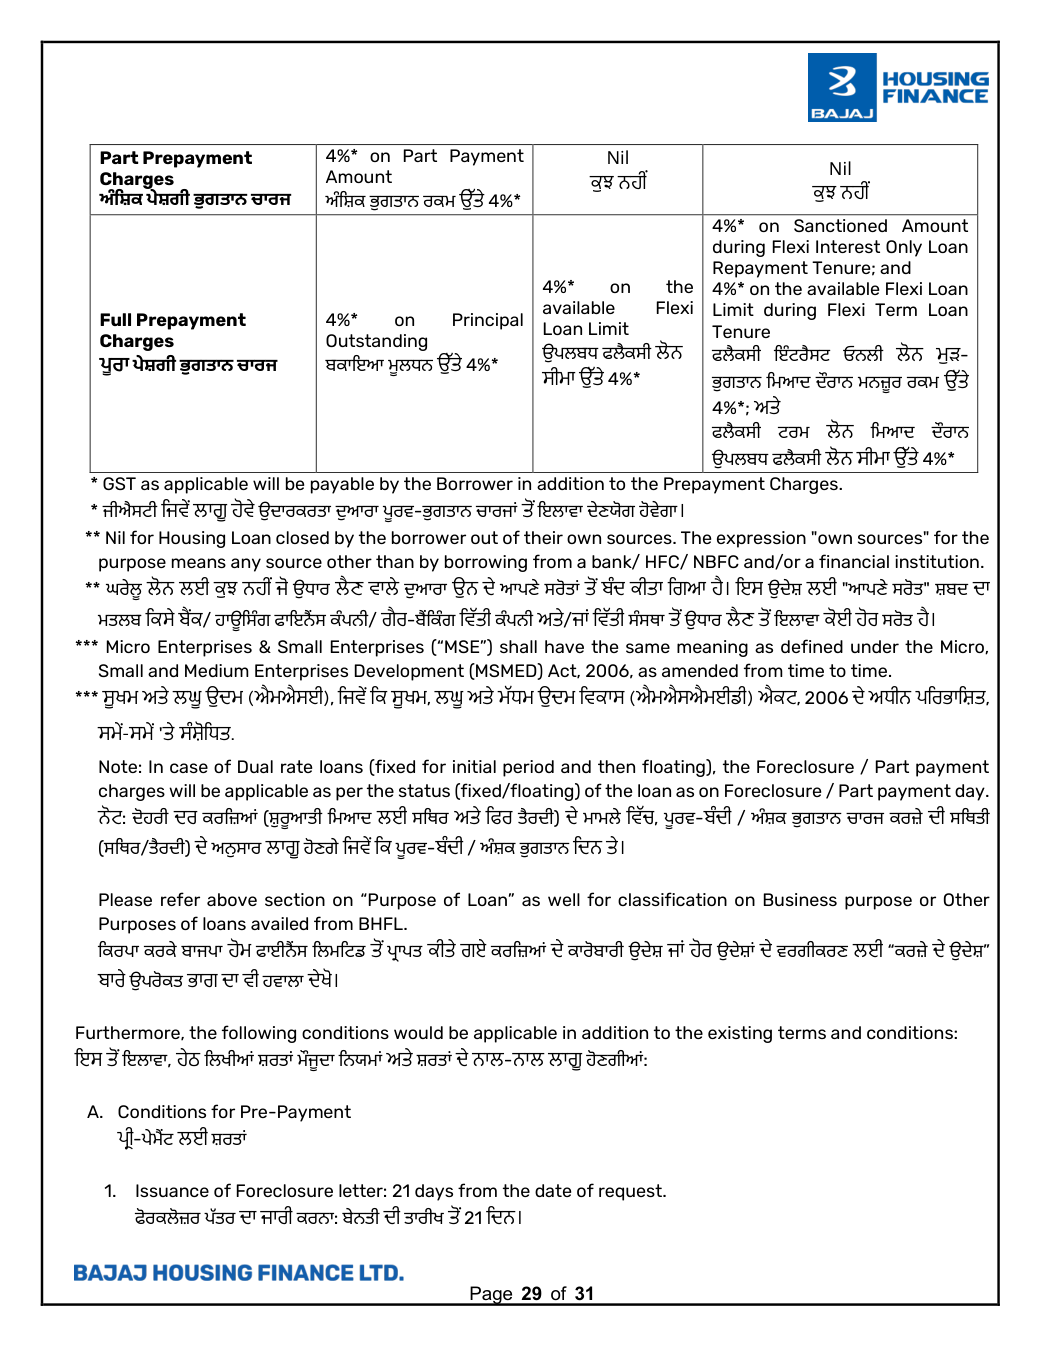 BAJAJ
HOUSING
FINANCE
Part Prepayment
Charges
ਅੰਸ਼ਿਕ ਪੇਸ਼ਗੀ ਭੁਗਤਾਨ ਚਾਰਜ
4%* on Part Payment
Amount
ਅੰਸ਼ਿਕ ਭੁਗਤਾਨ ਰਕਮ ਉੱਤੇ 4%*
Nil
ਕੁਝ ਨਹੀਂ
Nil
ਕੁਝ ਨਹੀਂ
Full Prepayment
Charges
ਪੂਰਾ ਪੇਸ਼ਗੀ ਭੁਗਤਾਨ ਚਾਰਜ
4%* on Principal
Outstanding
ਬਕਾਇਆ ਮੂਲਧਨ ਉੱਤੇ 4%*
4%* on the
available Flexi
Loan Limit
ਉਪਲਬਧ ਫਲੈਕਸੀ ਲੋਨ
ਸੀਮਾ ਉੱਤੇ 4%*
4%* on Sanctioned Amount
during Flexi Interest Only Loan
Repayment Tenure; and
4%* on the available Flexi Loan
Limit during Flexi Term Loan
Tenure
ਫਲੈਕਸੀ ਇੰਟਰੈਸਟ ਓਨਲੀ ਲੋਨ ਮੁੜ-
ਭੁਗਤਾਨ ਮਿਆਦ ਦੌਰਾਨ ਮਨਜ਼ੂਰ ਰਕਮ ਉੱਤੇ
4%*; ਅਤੇ
ਫਲੈਕਸੀ ਟਰਮ ਲੋਨ ਮਿਆਦ ਦੌਰਾਨ
ਉਪਲਬਧ ਫਲੈਕਸੀ ਲੋਨ ਸੀਮਾ ਉੱਤੇ 4%*
* GST as applicable will be payable by the Borrower in addition to the Prepayment Charges.
* ਜੀਐਸਟੀ ਜਿਵੇਂ ਲਾਗੂ ਹੋਵੇ ਉਦਾਰਕਰਤਾ ਦੁਆਰਾ ਪੂਰਵ-ਭੁਗਤਾਨ ਚਾਰਜਾਂ ਤੋਂ ਇਲਾਵਾ ਦੇਣਯੋਗ ਹੋਵੇਗਾ।
** Nil for Housing Loan closed by the borrower out of their own sources. The expression "own sources" for the
purpose means any source other than by borrowing from a bank/ HFC/ NBFC and/or a financial institution.
** ਘਰੇਲੂ ਲੋਨ ਲਈ ਕੁਝ ਨਹੀਂ ਜੋ ਉਧਾਰ ਲੈਣ ਵਾਲੇ ਦੁਆਰਾ ਉਨ ਦੇ ਆਪਣੇ ਸਰੋਤਾਂ ਤੋਂ ਬੰਦ ਕੀਤਾ ਗਿਆ ਹੈ। ਇਸ ਉਦੇਸ਼ ਲਈ "ਆਪਣੇ ਸਰੋਤ" ਸ਼ਬਦ ਦਾ
ਮਤਲਬ ਕਿਸੇ ਬੈਂਕ/ ਹਾਊਸਿੰਗ ਫਾਇਨੈਂਸ ਕੰਪਨੀ/ ਗੈਰ-ਬੈਂਕਿੰਗ ਵਿੱਤੀ ਕੰਪਨੀ ਅਤੇ/ਜਾਂ ਵਿੱਤੀ ਸੰਸਥਾ ਤੋਂ ਉਧਾਰ ਲੈਣ ਤੋਂ ਇਲਾਵਾ ਕੋਈ ਹੋਰ ਸਰੋਤ ਹੈ।
*** Micro Enterprises & Small Enterprises (“MSE”) shall have the same meaning as defined under the Micro,
Small and Medium Enterprises Development (MSMED) Act, 2006, as amended from time to time.
*** ਸੂਖਮ ਅਤੇ ਲਘੂ ਉਦਮ (ਐਮਐਸਈ), ਜਿਵੇਂ ਕਿ ਸੂਖਮ, ਲਘੂ ਅਤੇ ਮੱਧਮ ਉਦਮ ਵਿਕਾਸ (ਐਮਐਸਐਮਈਡੀ) ਐਕਟ, 2006 ਦੇ ਅਧੀਨ ਪਰਿਭਾਸ਼ਿਤ,
ਸਮੇਂ-ਸਮੇਂ 'ਤੇ ਸੰਸ਼ੋਧਿਤ.
Note: In case of Dual rate loans (fixed for initial period and then floating), the Foreclosure / Part payment
charges will be applicable as per the status (fixed/floating) of the loan as on Foreclosure / Part payment day.
ਨੋਟ: ਦੋਹਰੀ ਦਰ ਕਰਜ਼ਿਆਂ (ਸ਼ੁਰੂਆਤੀ ਮਿਆਦ ਲਈ ਸਥਿਰ ਅਤੇ ਫਿਰ ਤੈਰਦੀ) ਦੇ ਮਾਮਲੇ ਵਿੱਚ, ਪੂਰਵ-ਬੰਦੀ / ਅੰਸ਼ਕ ਭੁਗਤਾਨ ਚਾਰਜ ਕਰਜ਼ੇ ਦੀ ਸਥਿਤੀ
(ਸਥਿਰ/ਤੈਰਦੀ) ਦੇ ਅਨੁਸਾਰ ਲਾਗੂ ਹੋਣਗੇ ਜਿਵੇਂ ਕਿ ਪੂਰਵ-ਬੰਦੀ / ਅੰਸ਼ਕ ਭੁਗਤਾਨ ਦਿਨ ਤੇ।
Please refer above section on “Purpose of Loan” as well for classification on Business purpose or Other
Purposes of loans availed from BHFL.
ਕਿਰਪਾ ਕਰਕੇ ਬਾਜਪਾ ਹੋਮ ਫਾਈਨੈਂਸ ਲਿਮਟਿਡ ਤੋਂ ਪ੍ਰਾਪਤ ਕੀਤੇ ਗਏ ਕਰਜ਼ਿਆਂ ਦੇ ਕਾਰੋਬਾਰੀ ਉਦੇਸ਼ ਜਾਂ ਹੋਰ ਉਦੇਸ਼ਾਂ ਦੇ ਵਰਗੀਕਰਣ ਲਈ “ਕਰਜ਼ੇ ਦੇ ਉਦੇਸ਼”
ਬਾਰੇ ਉਪਰੋਕਤ ਭਾਗ ਦਾ ਵੀ ਹਵਾਲਾ ਦੇਖੋ।
Furthermore, the following conditions would be applicable in addition to the existing terms and conditions:
ਇਸ ਤੋਂ ਇਲਾਵਾ, ਹੇਠ ਲਿਖੀਆਂ ਸ਼ਰਤਾਂ ਮੌਜੂਦਾ ਨਿਯਮਾਂ ਅਤੇ ਸ਼ਰਤਾਂ ਦੇ ਨਾਲ-ਨਾਲ ਲਾਗੂ ਹੋਣਗੀਆਂ:
A. Conditions for Pre-Payment
ਪ੍ਰੀ-ਪੇਮੈਂਟ ਲਈ ਸ਼ਰਤਾਂ
1. Issuance of Foreclosure letter: 21 days from the date of request.
ਫੋਰਕਲੋਜ਼ਰ ਪੱਤਰ ਦਾ ਜਾਰੀ ਕਰਨਾ: ਬੇਨਤੀ ਦੀ ਤਾਰੀਖ ਤੋਂ 21 ਦਿਨ।
BAJAJ HOUSING FINANCE LTD.
Page 29 of 31